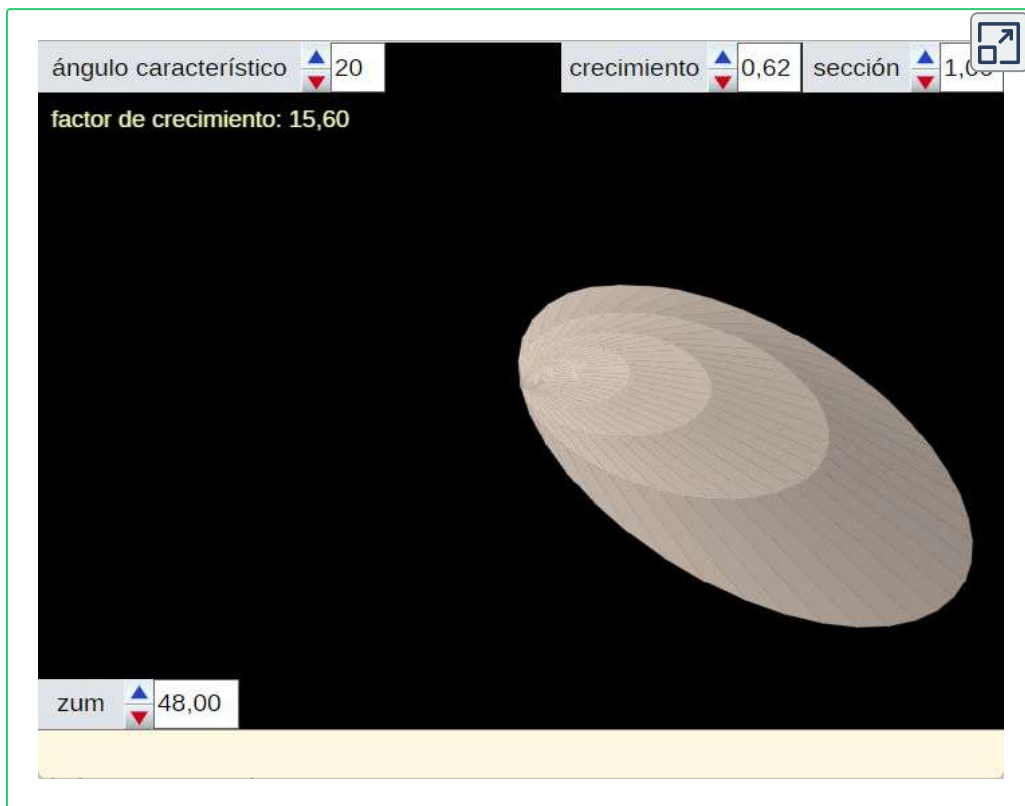 ángulo característico 20 crecimiento 0,62 sección
factor de crecimiento: 15,60
zum 48,00